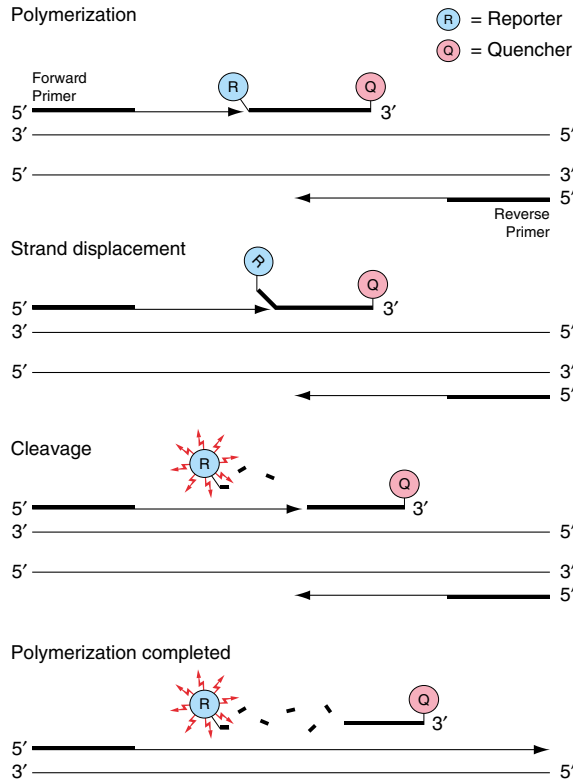 Polymerization
R = Reporter
Q = Quencher
Forward
Primer
R Q
5′ 3′
3′ 5′
5′ 3′
5′
Reverse
Primer
Strand displacement
R
Q
5′ 3′
3′ 5′
5′ 3′
5′
Cleavage
R
Q
5′ 3′
3′ 5′
5′ 3′
5′
Polymerization completed
R Q
3′
5′
3′ 5′